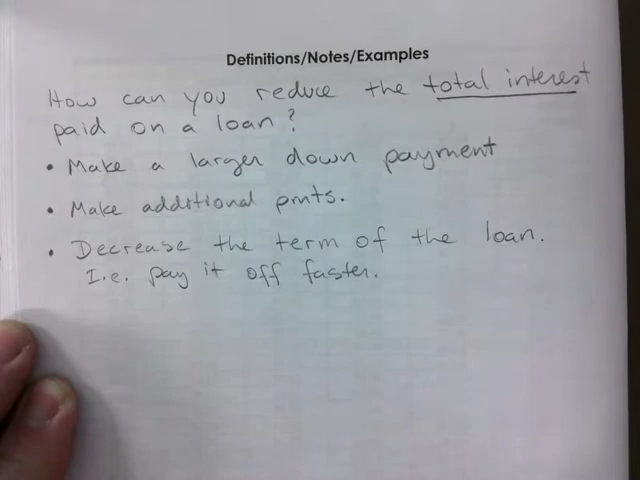 Definitions/Notes/Examples
How can you reduce the total interest
paid on a loan?
• Make a larger down payment
• Make additional pmts.
• Decrease the term of the loan.
I.e. pay it off faster.